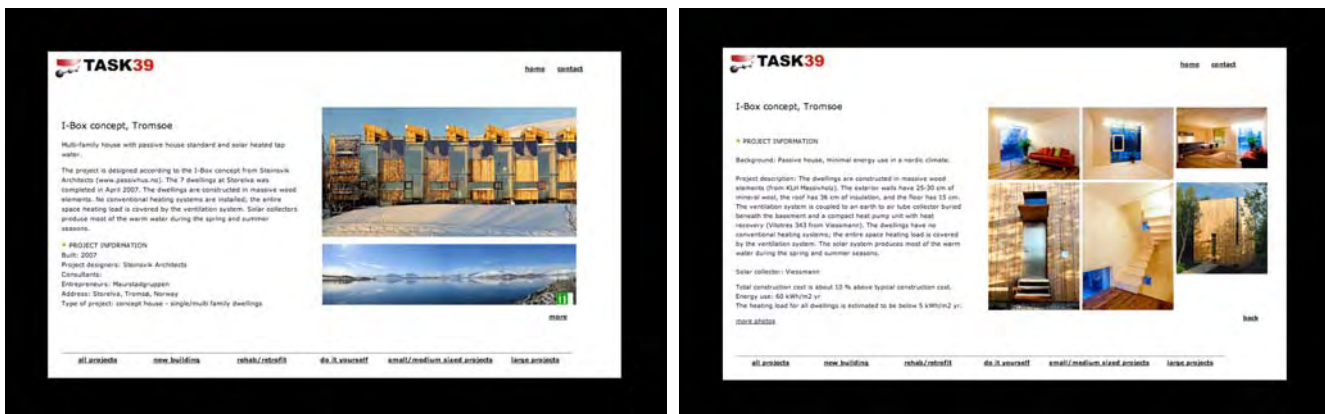 TASK39
home contact
I-Box concept, Tromsoe
Multi-family house with passive house standard and solar heated tap
water.
The project is designed according to the I-Box concept from Steinsvik
Architects (www.passivhus.no). The 7 dwellings at Storelva was
completed in April 2007. The dwellings are constructed in massive wood
elements. No conventional heating systems are installed; the entire
space heating load is covered by the ventilation system. Solar collectors
produce most of the warm water during the spring and summer
seasons.
PROJECT INFORMATION
Built: 2007
Project designers: Steinsvik Architects
Consultants:
Entrepreneurs: Maurstadgruppen
Address: Storelva, Tromsø, Norway
Type of project: concept house - single/multi family dwellings
more
all projects new building rehab/retrofit do it yourself small/medium sized projects large projects
TASK39
home contact
I-Box concept, Tromsoe
PROJECT INFORMATION
Background: Passive house, minimal energy use in a nordic climate.
Project description: The dwellings are constructed in massive wood
elements (from KLH Massivholz). The exterior walls have 25-30 cm of
mineral wool, the roof has 36 cm of insulation, and the floor has 15 cm.
The ventilation system is coupled to an earth to air tube collector buried
beneath the basement and a compact heat pump unit with heat
recovery (Vitotres 343 from Viessmann). The dwellings have no
conventional heating systems; the entire space heating load is covered
by the ventilation system. The solar system produces most of the warm
water during the spring and summer seasons.
Solar collector: Viessmann
Total construction cost is about 10 % above typical construction cost.
Energy use: 60 kWh/m2 yr
The heating load for all dwellings is estimated to be below 5 kWh/m2 yr.
more photos
back
all projects new building rehab/retrofit do it yourself small/medium sized projects large projects